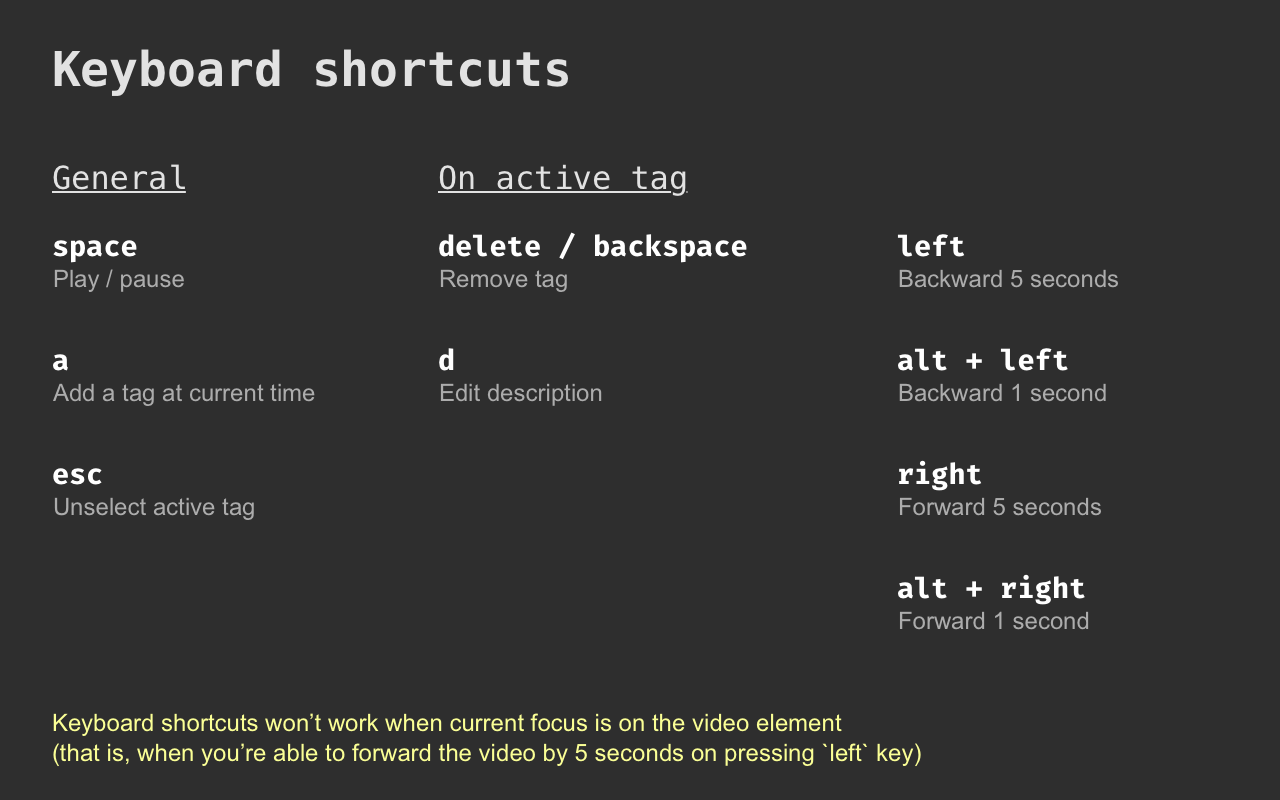 Keyboard shortcuts
General
space
Play / pause
a
Add a tag at current time
esc
Unselect active tag
On active tag
delete / backspace
Remove tag
d
Edit description
left
Backward 5 seconds
alt + left
Backward 1 second
right
Forward 5 seconds
alt + right
Forward 1 second
Keyboard shortcuts won’t work when current focus is on the video element
(that is, when you’re able to forward the video by 5 seconds on pressing `left` key)